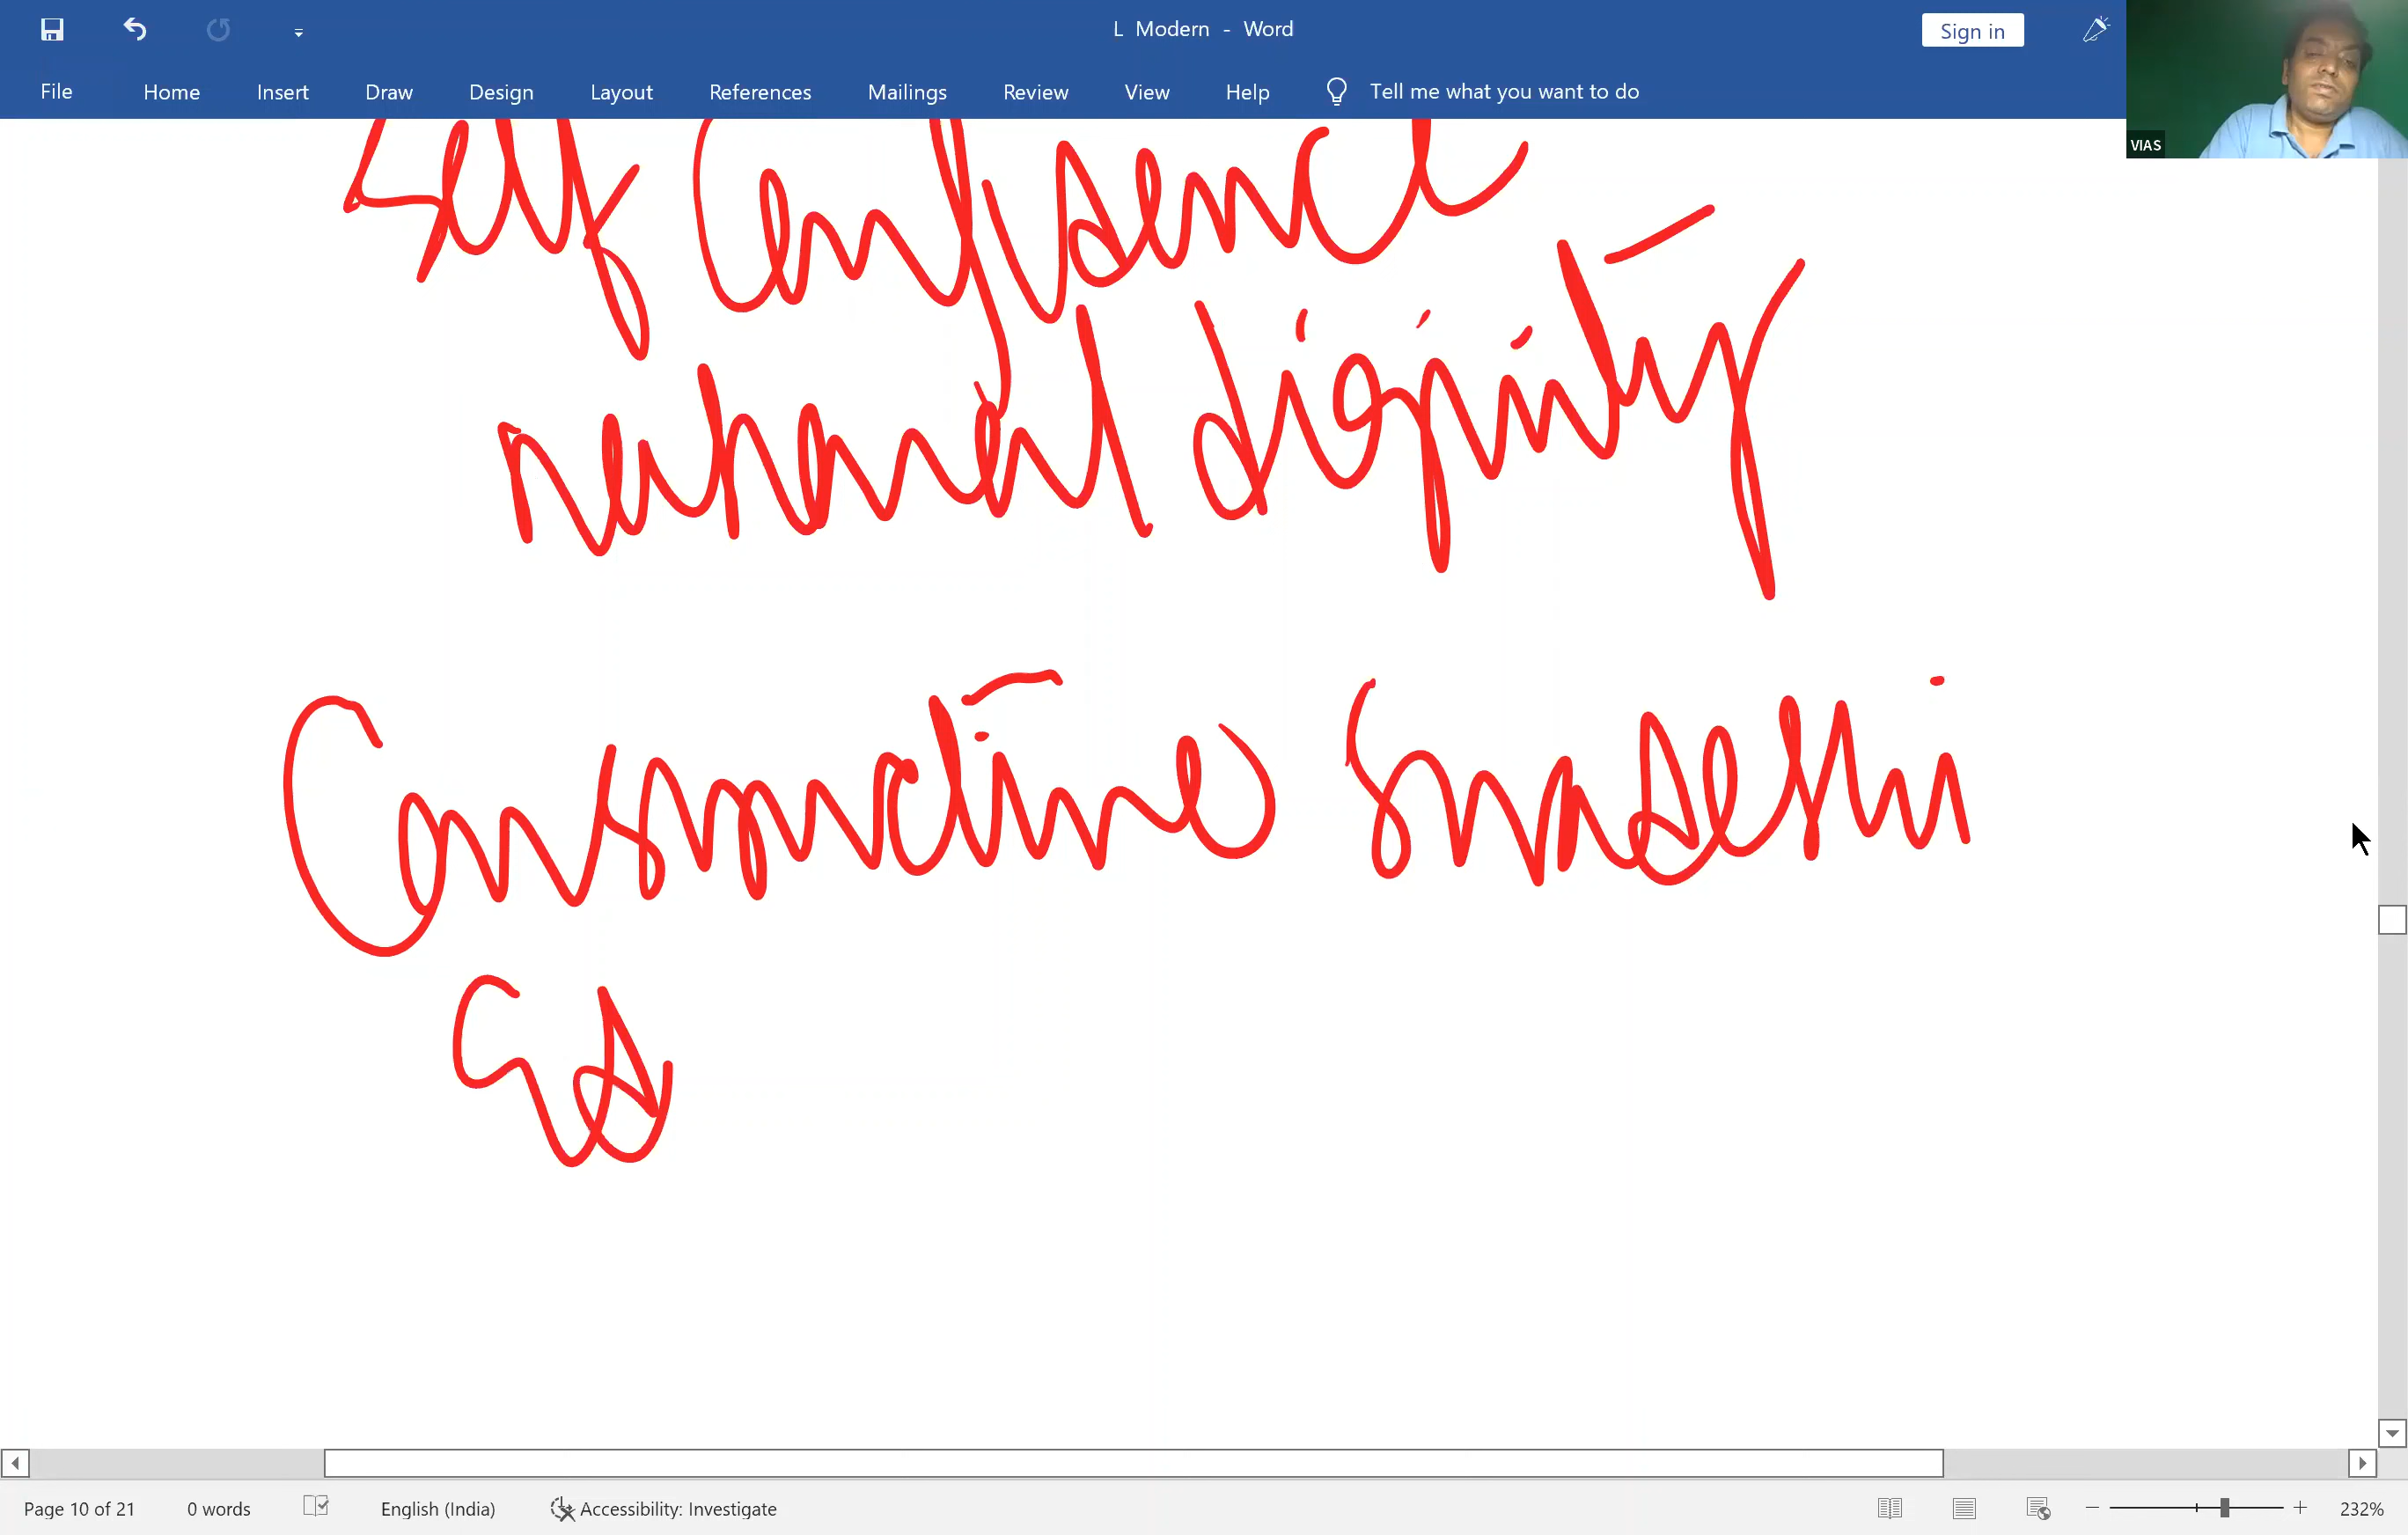 L Modern - Word
Sign in
VIAS
File Home Insert Draw Design Layout References Mailings Review View Help Tell me what you want to do
Self Confidence
national dignity
Constructive Swadeshi
Ed
Page 10 of 21 0 words English (India) Accessibility: Investigate 232%